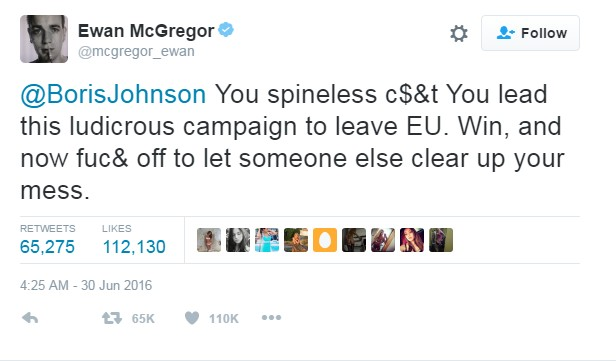 Ewan McGregor
@mcgregor_ewan
Follow
@BorisJohnson You spineless c$&t You lead
this ludicrous campaign to leave EU. Win, and
now fuc& off to let someone else clear up your
mess.
RETWEETS LIKES
65,275 112,130
4:25 AM - 30 Jun 2016
65K 110K